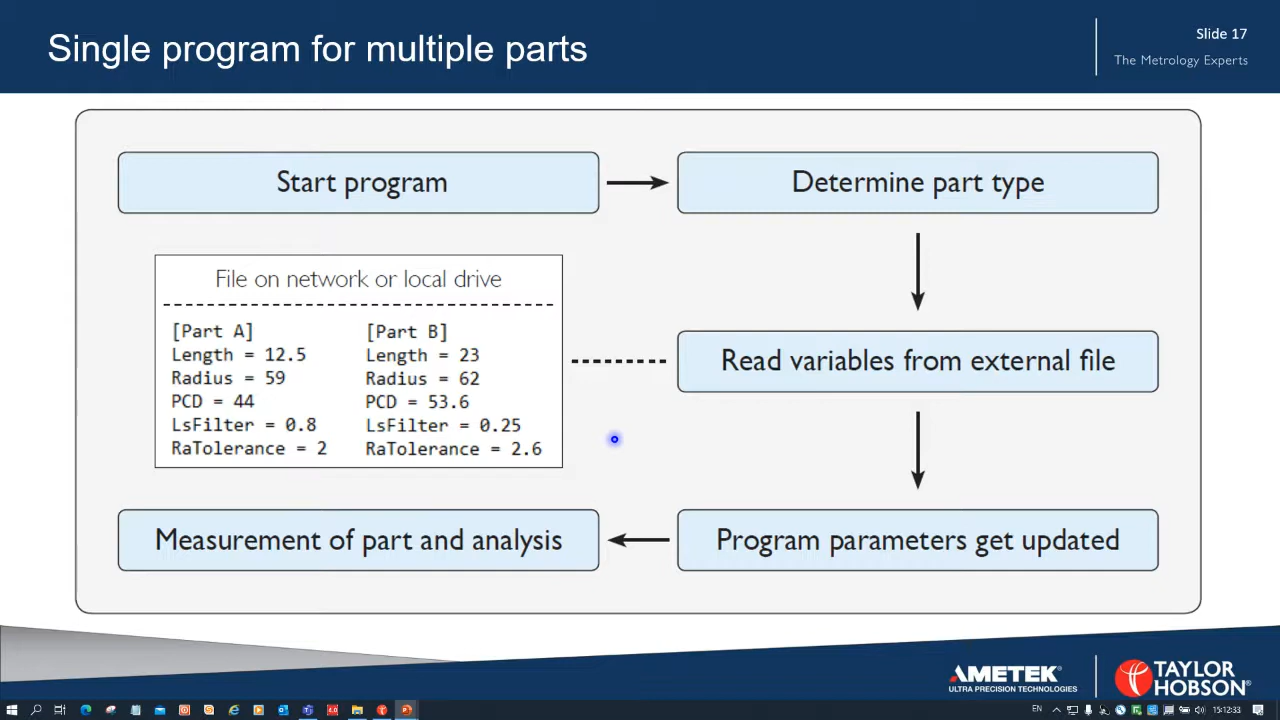 Single program for multiple parts
Slide 17
The Metrology Experts
Start program
Determine part type
File on network or local drive
[Part A]
Length = 12.5
Radius = 59
PCD = 44
LsFilter = 0.8
RaTolerance = 2
[Part B]
Length = 23
Radius = 62
PCD = 53.6
LsFilter = 0.25
RaTolerance = 2.6
Read variables from external file
Program parameters get updated
Measurement of part and analysis
AMETEK®
ULTRA PRECISION TECHNOLOGIES
TAYLOR
HOBSON®
EN
15:12:33